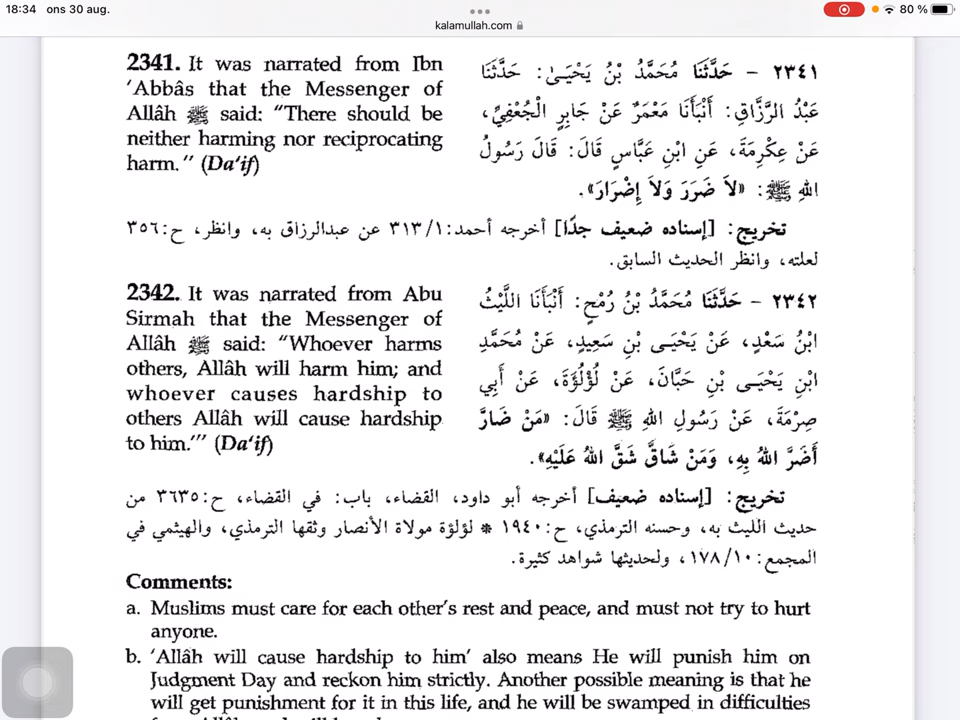 18:34 ons 30 aug.
80 %
kalamullah.com
2341. It was narrated from Ibn
‘Abbâs that the Messenger of
Allâh ﷺ said: “There should be
neither harming nor reciprocating
harm.” (Da‘if)
٢٣٤١ – حَدَّثَنَا مُحَمَّدُ بْنُ يَحْيَىٰ: حَدَّثَنَا
عَبْدُ الرَّزَّاقِ: أَنْبَأَنَا مَعْمَرٌ عَنْ جَابِرٍ الْجُعْفِيِّ،
عَنْ عِكْرِمَةَ، عَنِ ابْنِ عَبَّاسٍ قَالَ: قَالَ رَسُولُ
اللهِ ﷺ: «لَا ضَرَرَ وَلَا إِضْرَارَ».
تخريج: [إسناده ضعيف جدًا] أخرجه أحمد: ٣١٣/١ عن عبدالرزاق به، وانظر، ح: ٣٥٦
لعلته، وانظر الحديث السابق.
2342. It was narrated from Abu
Sirmah that the Messenger of
Allâh ﷺ said: “Whoever harms
others, Allâh will harm him; and
whoever causes hardship to
others Allâh will cause hardship
to him.’” (Da‘if)
٢٣٤٢ – حَدَّثَنَا مُحَمَّدُ بْنُ رُمْحٍ: أَنْبَأَنَا اللَّيْثُ
ابْنُ سَعْدٍ، عَنْ يَحْيَى بْنِ سَعِيدٍ، عَنْ مُحَمَّدِ
ابْنِ يَحْيَى بْنِ حَبَّانَ، عَنْ لُؤْلُؤَةَ، عَنْ أَبِي
صِرْمَةَ، عَنْ رَسُولِ اللهِ ﷺ قَالَ: «مَنْ ضَارَّ
أَضَرَّ اللهُ بِهِ، وَمَنْ شَاقَّ شَقَّ اللهُ عَلَيْهِ».
تخريج: [إسناده ضعيف] أخرجه أبو داود، القضاء، باب: في القضاء، ح: ٣٦٣٥ من
حديث الليث به، وحسنه الترمذي، ح: ١٩٤٠ * لؤلؤة مولاة الأنصار وثقها الترمذي، والهيثمي في
المجمع: ١٧٨/١٠، ولحديثها شواهد كثيرة.
Comments:
a. Muslims must care for each other’s rest and peace, and must not try to hurt
anyone.
b. ‘Allâh will cause hardship to him’ also means He will punish him on
Judgment Day and reckon him strictly. Another possible meaning is that he
will get punishment for it in this life, and he will be swamped in difficulties